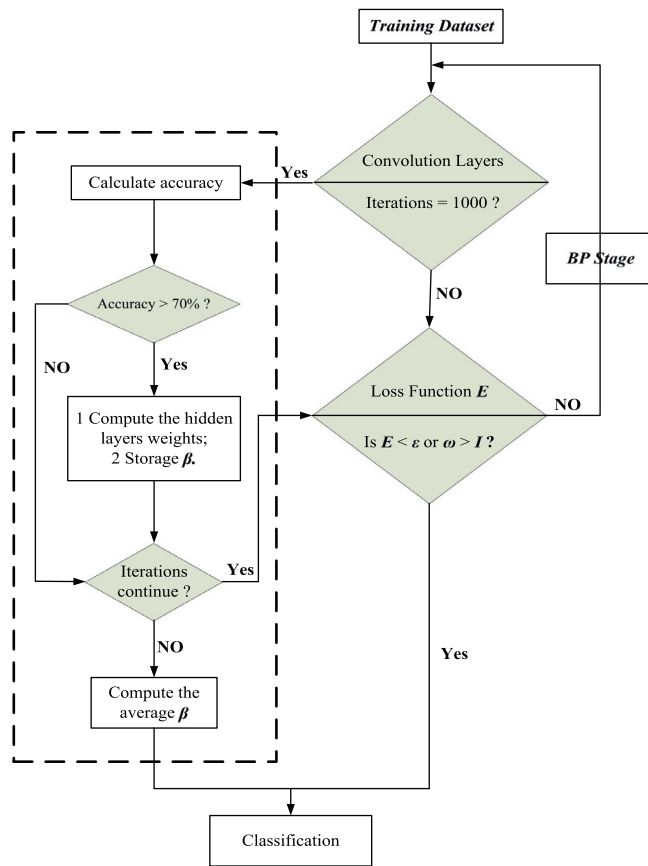 Training Dataset
Convolution Layers
Iterations = 1000 ?
Yes
Calculate accuracy
BP Stage
NO
Accuracy > 70% ?
NO
Yes
1 Compute the hidden
layers weights;
2 Storage β.
Loss Function E
NO
Is E < ε or ω > I ?
Iterations
continue ?
Yes
NO
Yes
Compute the
average β
Classification